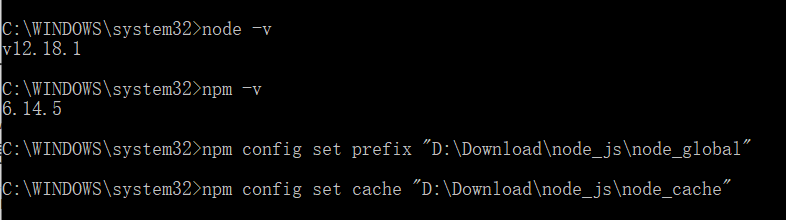 C:\WINDOWS\system32>node -v
v12.18.1
C:\WINDOWS\system32>npm -v
6.14.5
C:\WINDOWS\system32>npm config set prefix "D:\Download\node_js\node_global"
C:\WINDOWS\system32>npm config set cache "D:\Download\node_js\node_cache"